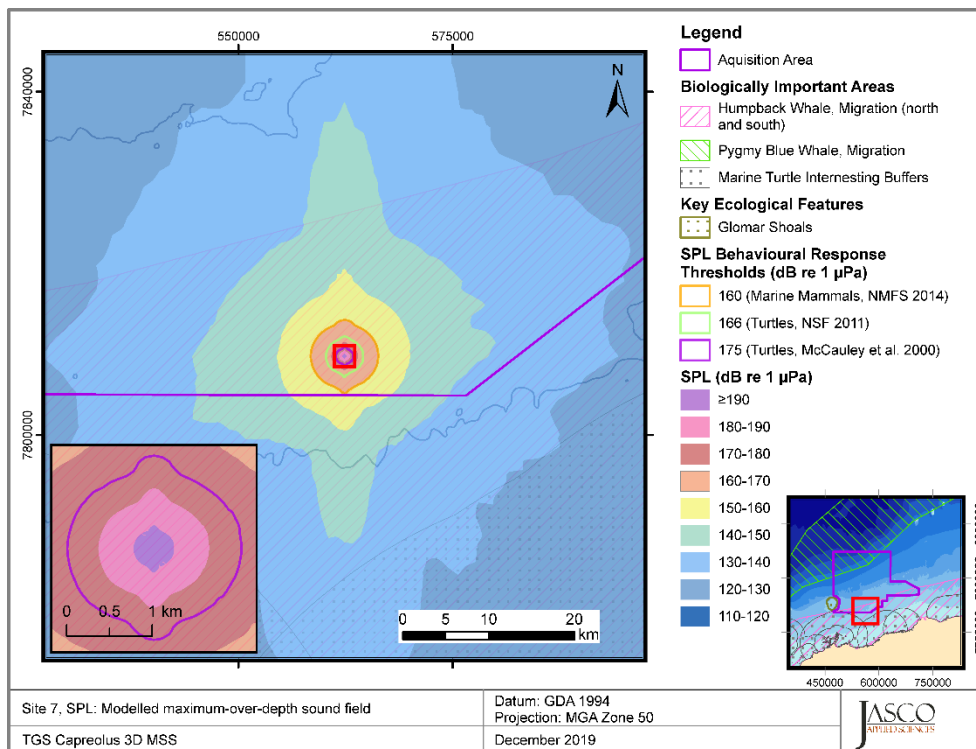 550000 575000
7840000
7800000
N
0 0.5 1 km
0 5 10 20
km
Legend
Aquisition Area
Biologically Important Areas
Humpback Whale, Migration (north
and south)
Pygmy Blue Whale, Migration
Marine Turtle Internesting Buffers
Key Ecological Features
Glomar Shoals
SPL Behavioural Response
Thresholds (dB re 1 µPa)
160 (Marine Mammals, NMFS 2014)
166 (Turtles, NSF 2011)
175 (Turtles, McCauley et al. 2000)
SPL (dB re 1 µPa)
≥190
180-190
170-180
160-170
150-160
140-150
130-140
120-130
110-120
450000 600000 750000
Site 7, SPL: Modelled maximum-over-depth sound field
TGS Capreolus 3D MSS
Datum: GDA 1994
Projection: MGA Zone 50
December 2019
JASCO
APPLIED SCIENCES